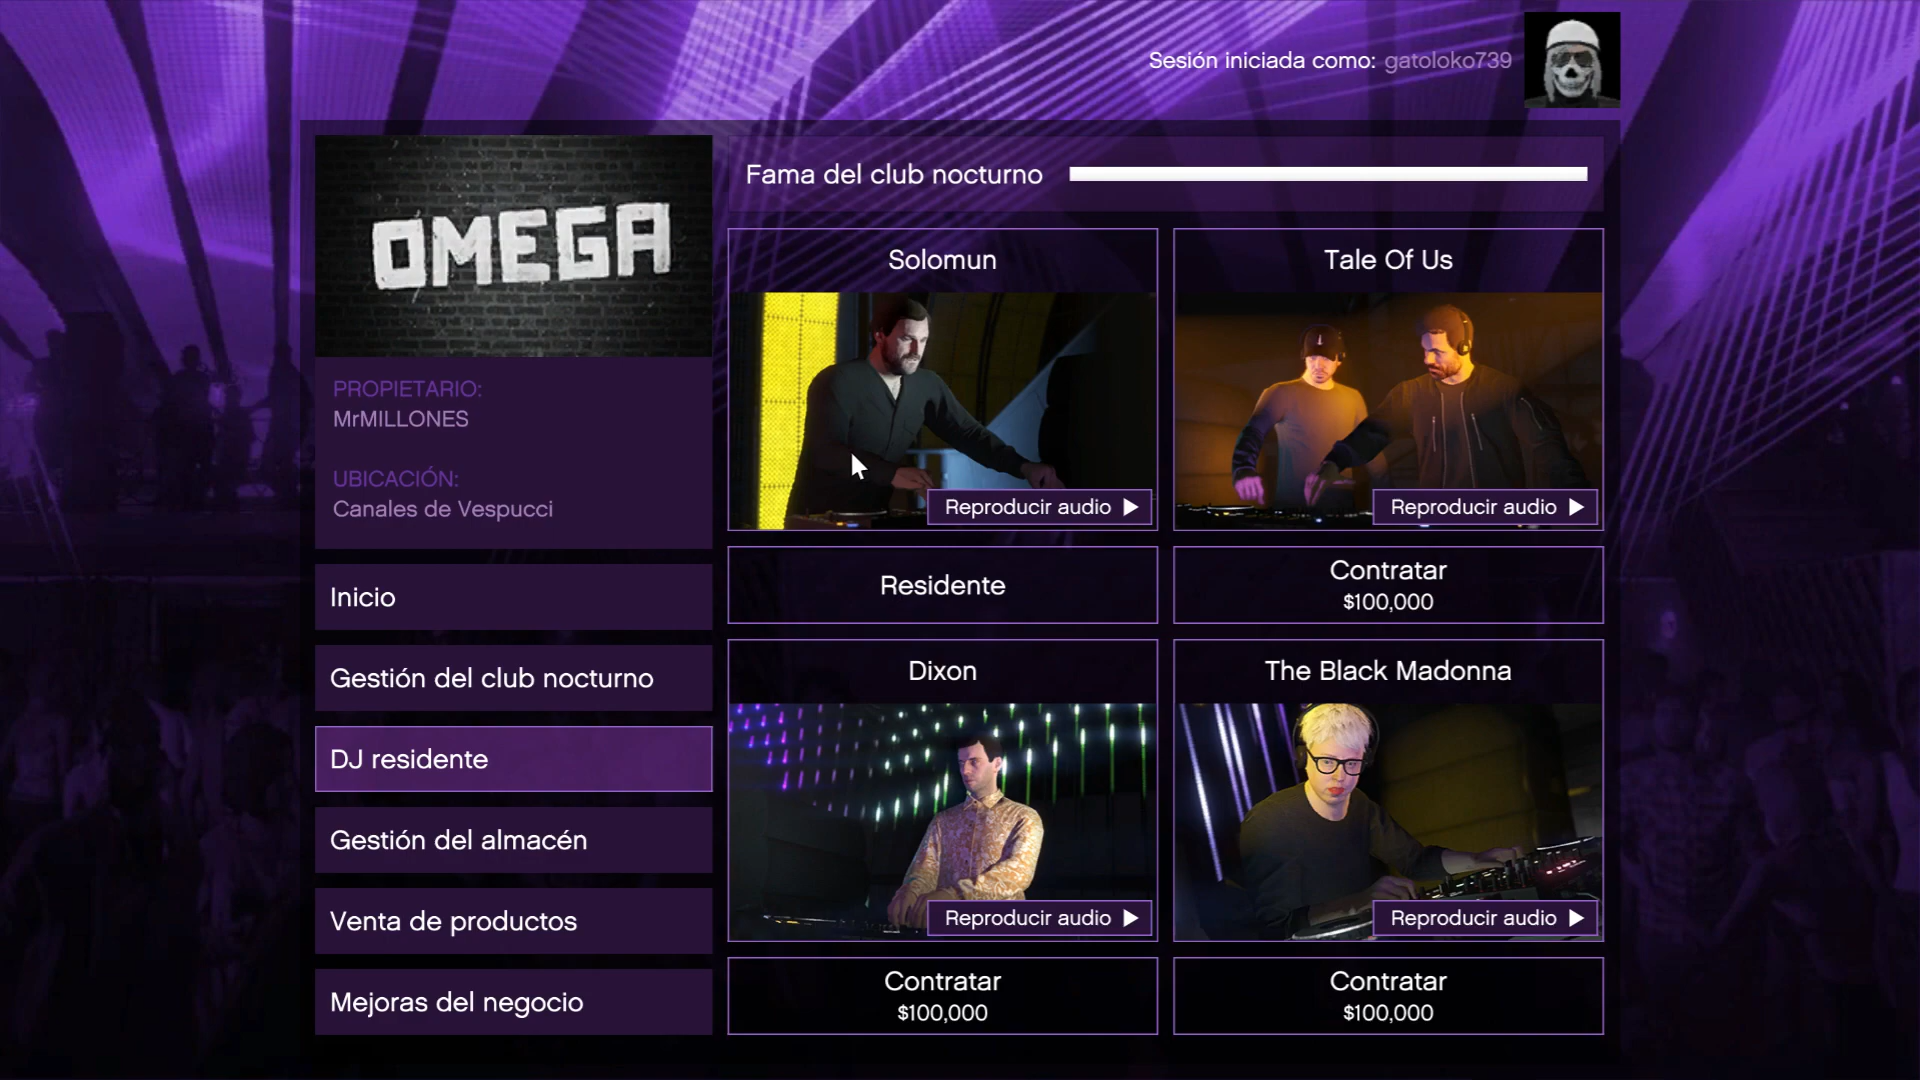 Sesión iniciada como: gatoloko739
OMEGA
PROPIETARIO:
MrMILLONES
UBICACIÓN:
Canales de Vespucci
Inicio
Gestión del club nocturno
DJ residente
Gestión del almacén
Venta de productos
Mejoras del negocio
Fama del club nocturno
Solomun
Reproducir audio
Residente
Tale Of Us
Reproducir audio
Contratar
$100,000
Dixon
Reproducir audio
Contratar
$100,000
The Black Madonna
Reproducir audio
Contratar
$100,000